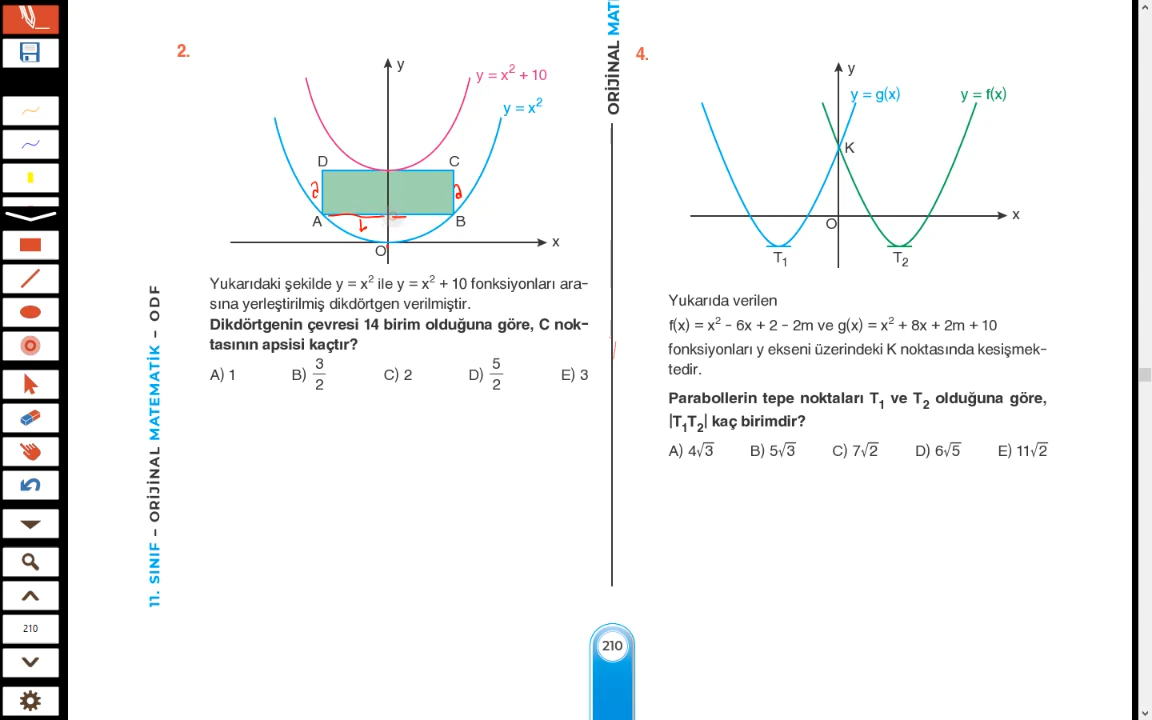 210
2.
y
y = x² + 10
y = x²
D
C
a
a
A
b
B
x
O
Yukarıdaki şekilde y = x² ile y = x² + 10 fonksiyonları ara-
sına yerleştirilmiş dikdörtgen verilmiştir.
Dikdörtgenin çevresi 14 birim olduğuna göre, C nok-
tasının apsisi kaçtır?
A) 1 B) 3/2 C) 2 D) 5/2 E) 3
11. SINIF – ORİJİNAL MATEMATİK – ODF
ORİJİNAL MAT
4.
y
y = g(x)
y = f(x)
K
O
x
T₁
T₂
Yukarıda verilen
f(x) = x² – 6x + 2 – 2m ve g(x) = x² + 8x + 2m + 10
fonksiyonları y ekseni üzerindeki K noktasında kesişmek-
tedir.
Parabollerin tepe noktaları T₁ ve T₂ olduğuna göre,
|T₁T₂| kaç birimdir?
A) 4√3 B) 5√3 C) 7√2 D) 6√5 E) 11√2
210